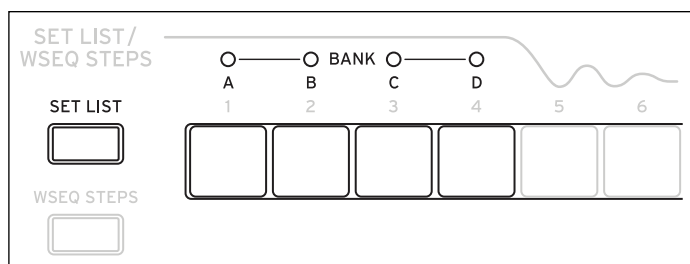 SET LIST/
WSEQ STEPS
BANK
A B C D
SET LIST
1 2 3 4 5 6
WSEQ STEPS